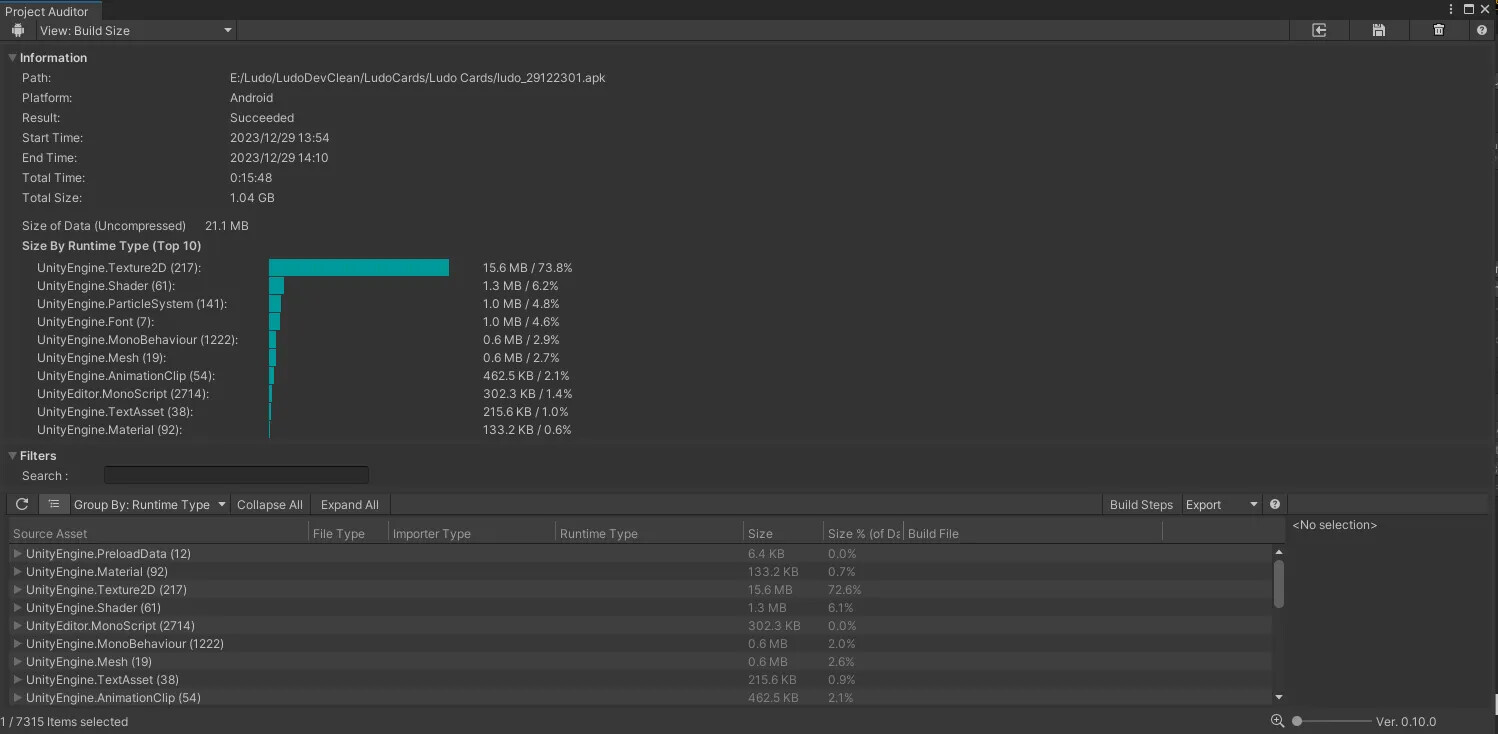 Project Auditor
View: Build Size
Information
Path: E:/Ludo/LudoDevClean/LudoCards/Ludo Cards/ludo_29122301.apk
Platform: Android
Result: Succeeded
Start Time: 2023/12/29 13:54
End Time: 2023/12/29 14:10
Total Time: 0:15:48
Total Size: 1.04 GB
Size of Data (Uncompressed) 21.1 MB
Size By Runtime Type (Top 10)
UnityEngine.Texture2D (217): 15.6 MB / 73.8%
UnityEngine.Shader (61): 1.3 MB / 6.2%
UnityEngine.ParticleSystem (141): 1.0 MB / 4.8%
UnityEngine.Font (7): 1.0 MB / 4.6%
UnityEngine.MonoBehaviour (1222): 0.6 MB / 2.9%
UnityEngine.Mesh (19): 0.6 MB / 2.7%
UnityEngine.AnimationClip (54): 462.5 KB / 2.1%
UnityEditor.MonoScript (2714): 302.3 KB / 1.4%
UnityEngine.TextAsset (38): 215.6 KB / 1.0%
UnityEngine.Material (92): 133.2 KB / 0.6%
Filters
Search :
Group By: Runtime Type Collapse All Expand All Build Steps Export
Source Asset File Type Importer Type Runtime Type Size Size % (of Da Build File <No selection>
UnityEngine.PreloadData (12) 6.4 KB 0.0%
UnityEngine.Material (92) 133.2 KB 0.7%
UnityEngine.Texture2D (217) 15.6 MB 72.6%
UnityEngine.Shader (61) 1.3 MB 6.1%
UnityEditor.MonoScript (2714) 302.3 KB 0.0%
UnityEngine.MonoBehaviour (1222) 0.6 MB 2.0%
UnityEngine.Mesh (19) 0.6 MB 2.6%
UnityEngine.TextAsset (38) 215.6 KB 0.9%
UnityEngine.AnimationClip (54) 462.5 KB 2.1%
1 / 7315 Items selected Ver. 0.10.0